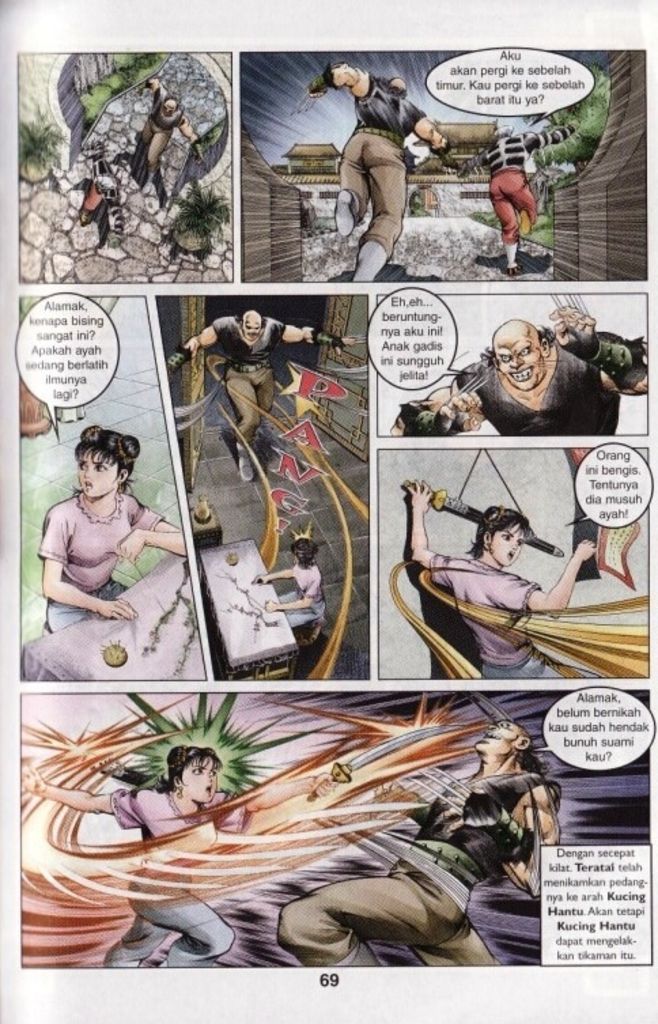 Aku
akan pergi ke sebelah
timur. Kau pergi ke sebelah
barat itu ya?
Alamak,
kenapa bising
sangat ini?
Apakah ayah
sedang berlatih
ilmunya
lagi?
PANG!
Eh,eh...
beruntung-
nya aku ini!
Anak gadis
ini sungguh
jelita!
Orang
ini bengis.
Tentunya
dia musuh
ayah!
Alamak,
belum bernikah
kau sudah hendak
bunuh suami
kau?
Dengan secepat
kilat. Teratai telah
menikamkan pedang-
nya ke arah Kucing
Hantu. Akan tetapi
Kucing Hantu
dapat mengelak-
kan tikaman itu.
69